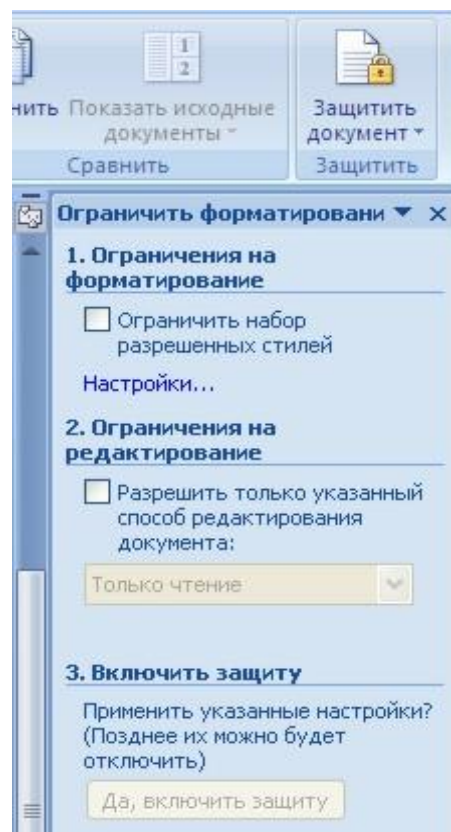 1
2
нить Показать исходные
документы
Защитить
документ
Сравнить
Защитить
Ограничить форматировани
1. Ограничения на
форматирование
Ограничить набор
разрешенных стилей
Настройки...
2. Ограничения на
редактирование
Разрешить только указанный
способ редактирования
документа:
Только чтение
3. Включить защиту
Применить указанные настройки?
(Позднее их можно будет
отключить)
Да, включить защиту